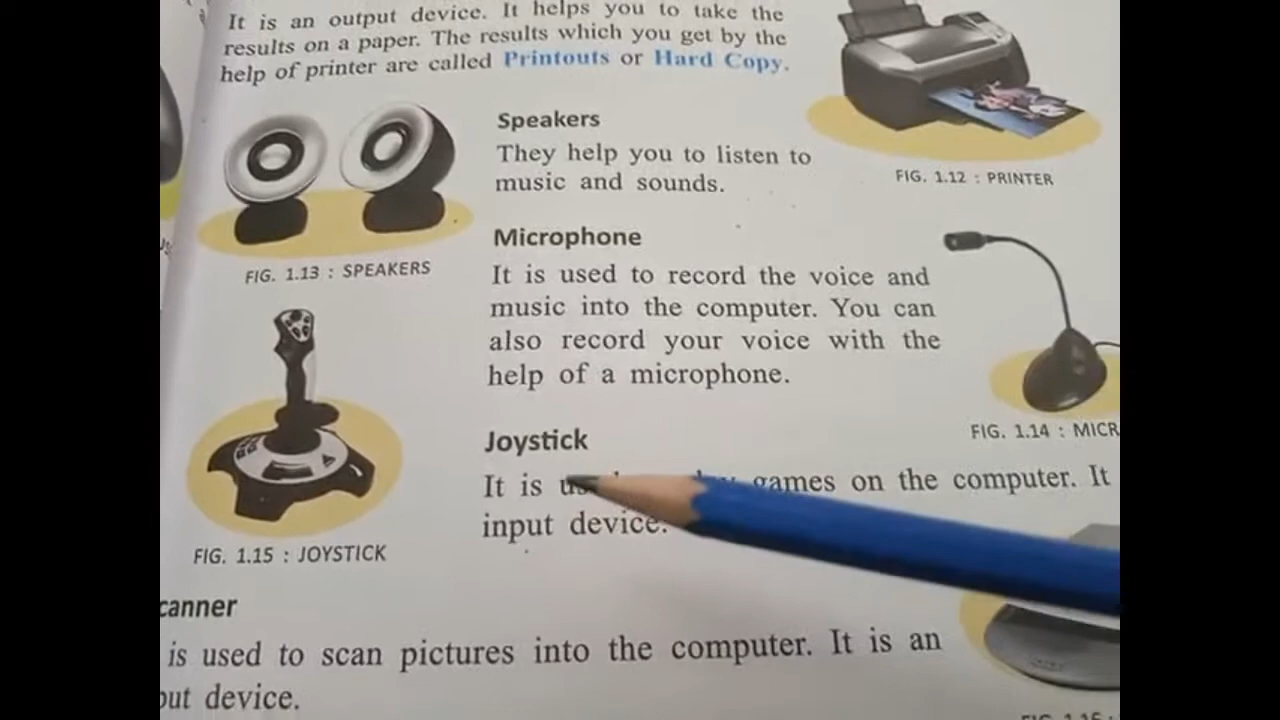 It is an output device. It helps you to take the
results on a paper. The results which you get by the
help of printer are called Printouts or Hard Copy.
FIG. 1.12 : PRINTER
Speakers
They help you to listen to
music and sounds.
FIG. 1.13 : SPEAKERS
Microphone
It is used to record the voice and
music into the computer. You can
also record your voice with the
help of a microphone.
FIG. 1.14 : MICR
Joystick
It is games on the computer. It
input device.
FIG. 1.15 : JOYSTICK
canner
is used to scan pictures into the computer. It is an
put device.